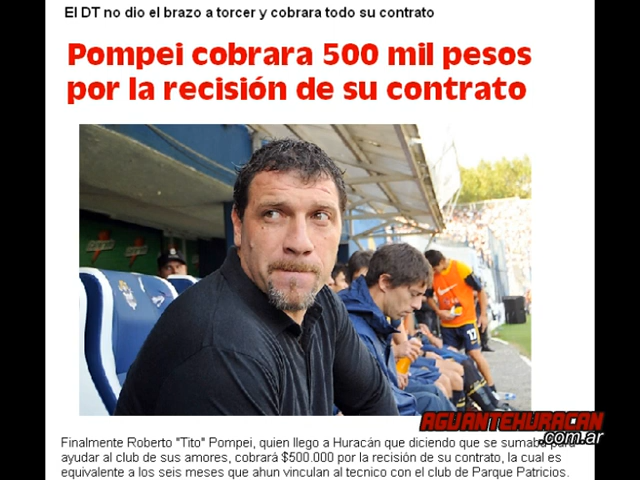 El DT no dio el brazo a torcer y cobrara todo su contrato
Pompei cobrara 500 mil pesos
por la recisión de su contrato
17
AGUANTEHURACAN
.com.ar
Finalmente Roberto "Tito" Pompei, quien llego a Huracán que diciendo que se sumaba para
ayudar al club de sus amores, cobrará $500.000 por la recisión de su contrato, la cual es
equivalente a los seis meses que ahun vinculan al tecnico con el club de Parque Patricios.